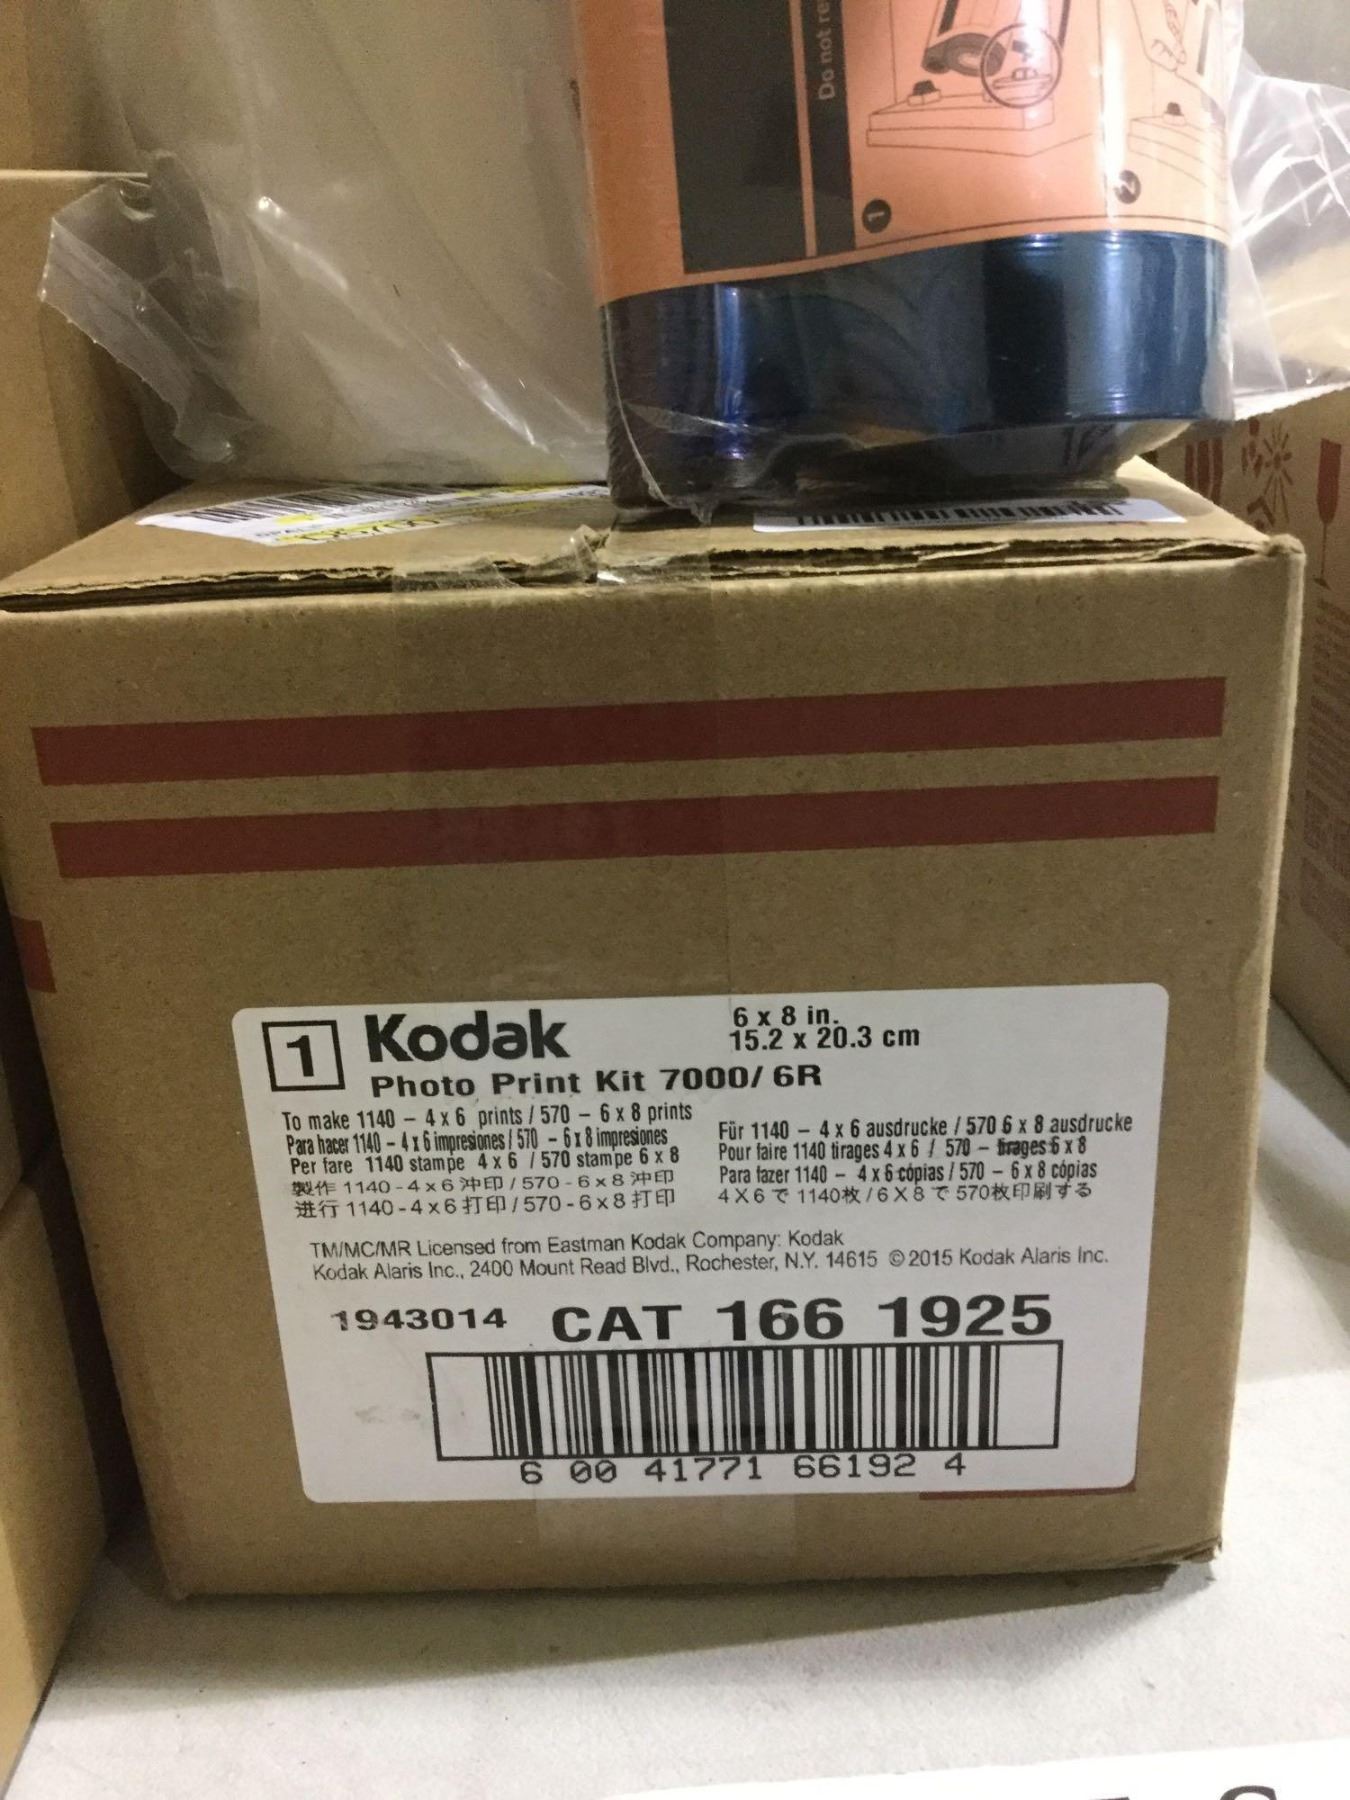 Do not re
1
2
1 Kodak
6 x 8 in.
15.2 x 20.3 cm
Photo Print Kit 7000/ 6R
To make 1140 – 4 x 6 prints / 570 – 6 x 8 prints
Para hacer 1140 – 4 x 6 impresiones / 570 – 6 x 8 impresiones
Per fare 1140 stampe 4 x 6 / 570 stampe 6 x 8
製作 1140 - 4 × 6 沖印 / 570 - 6 × 8 沖印
进行 1140 - 4 x 6 打印 / 570 - 6 x 8 打印
Für 1140 – 4 x 6 ausdrucke / 570 6 x 8 ausdrucke
Pour faire 1140 tirages 4 x 6 / 570 – tirages 6 x 8
Para fazer 1140 – 4 x 6 cópias / 570 – 6 x 8 cópias
4 X 6 で 1140枚 / 6 X 8 で 570枚印刷する
TM/MC/MR Licensed from Eastman Kodak Company: Kodak
Kodak Alaris Inc., 2400 Mount Read Blvd., Rochester, N.Y. 14615 ©2015 Kodak Alaris Inc.
1943014 CAT 166 1925
6 00 41771 66192 4